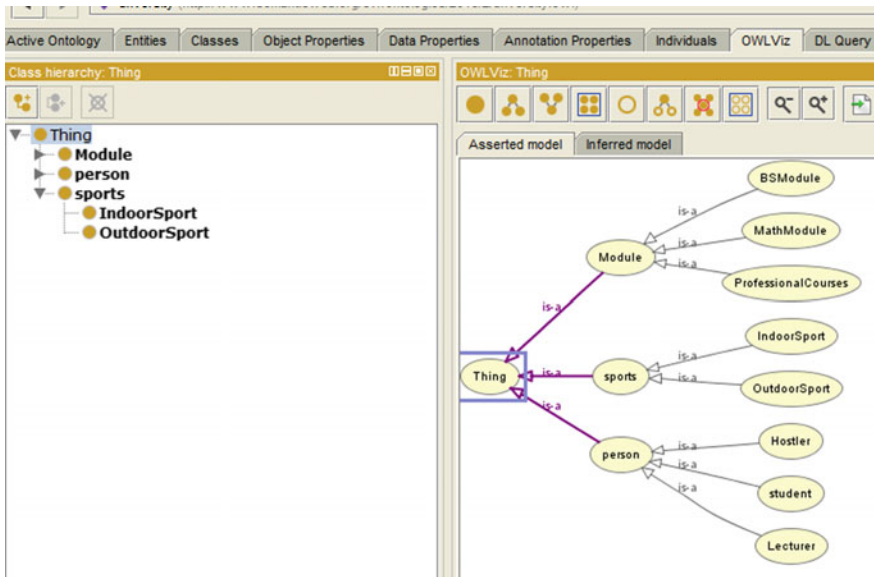 Active Ontology Entities Classes Object Properties Data Properties Annotation Properties Individuals OWLViz DL Query
Class hierarchy: Thing
Thing
Module
person
sports
IndoorSport
OutdoorSport
OWLViz: Thing
Asserted model Inferred model
BSModule
is-a
MathModule
is-a
Module
is-a
ProfessionalCourses
is-a
IndoorSport
is-a
Thing
is-a
sports
is-a
OutdoorSport
is-a
Hostler
is-a
person
is-a
student
is-a
Lecturer